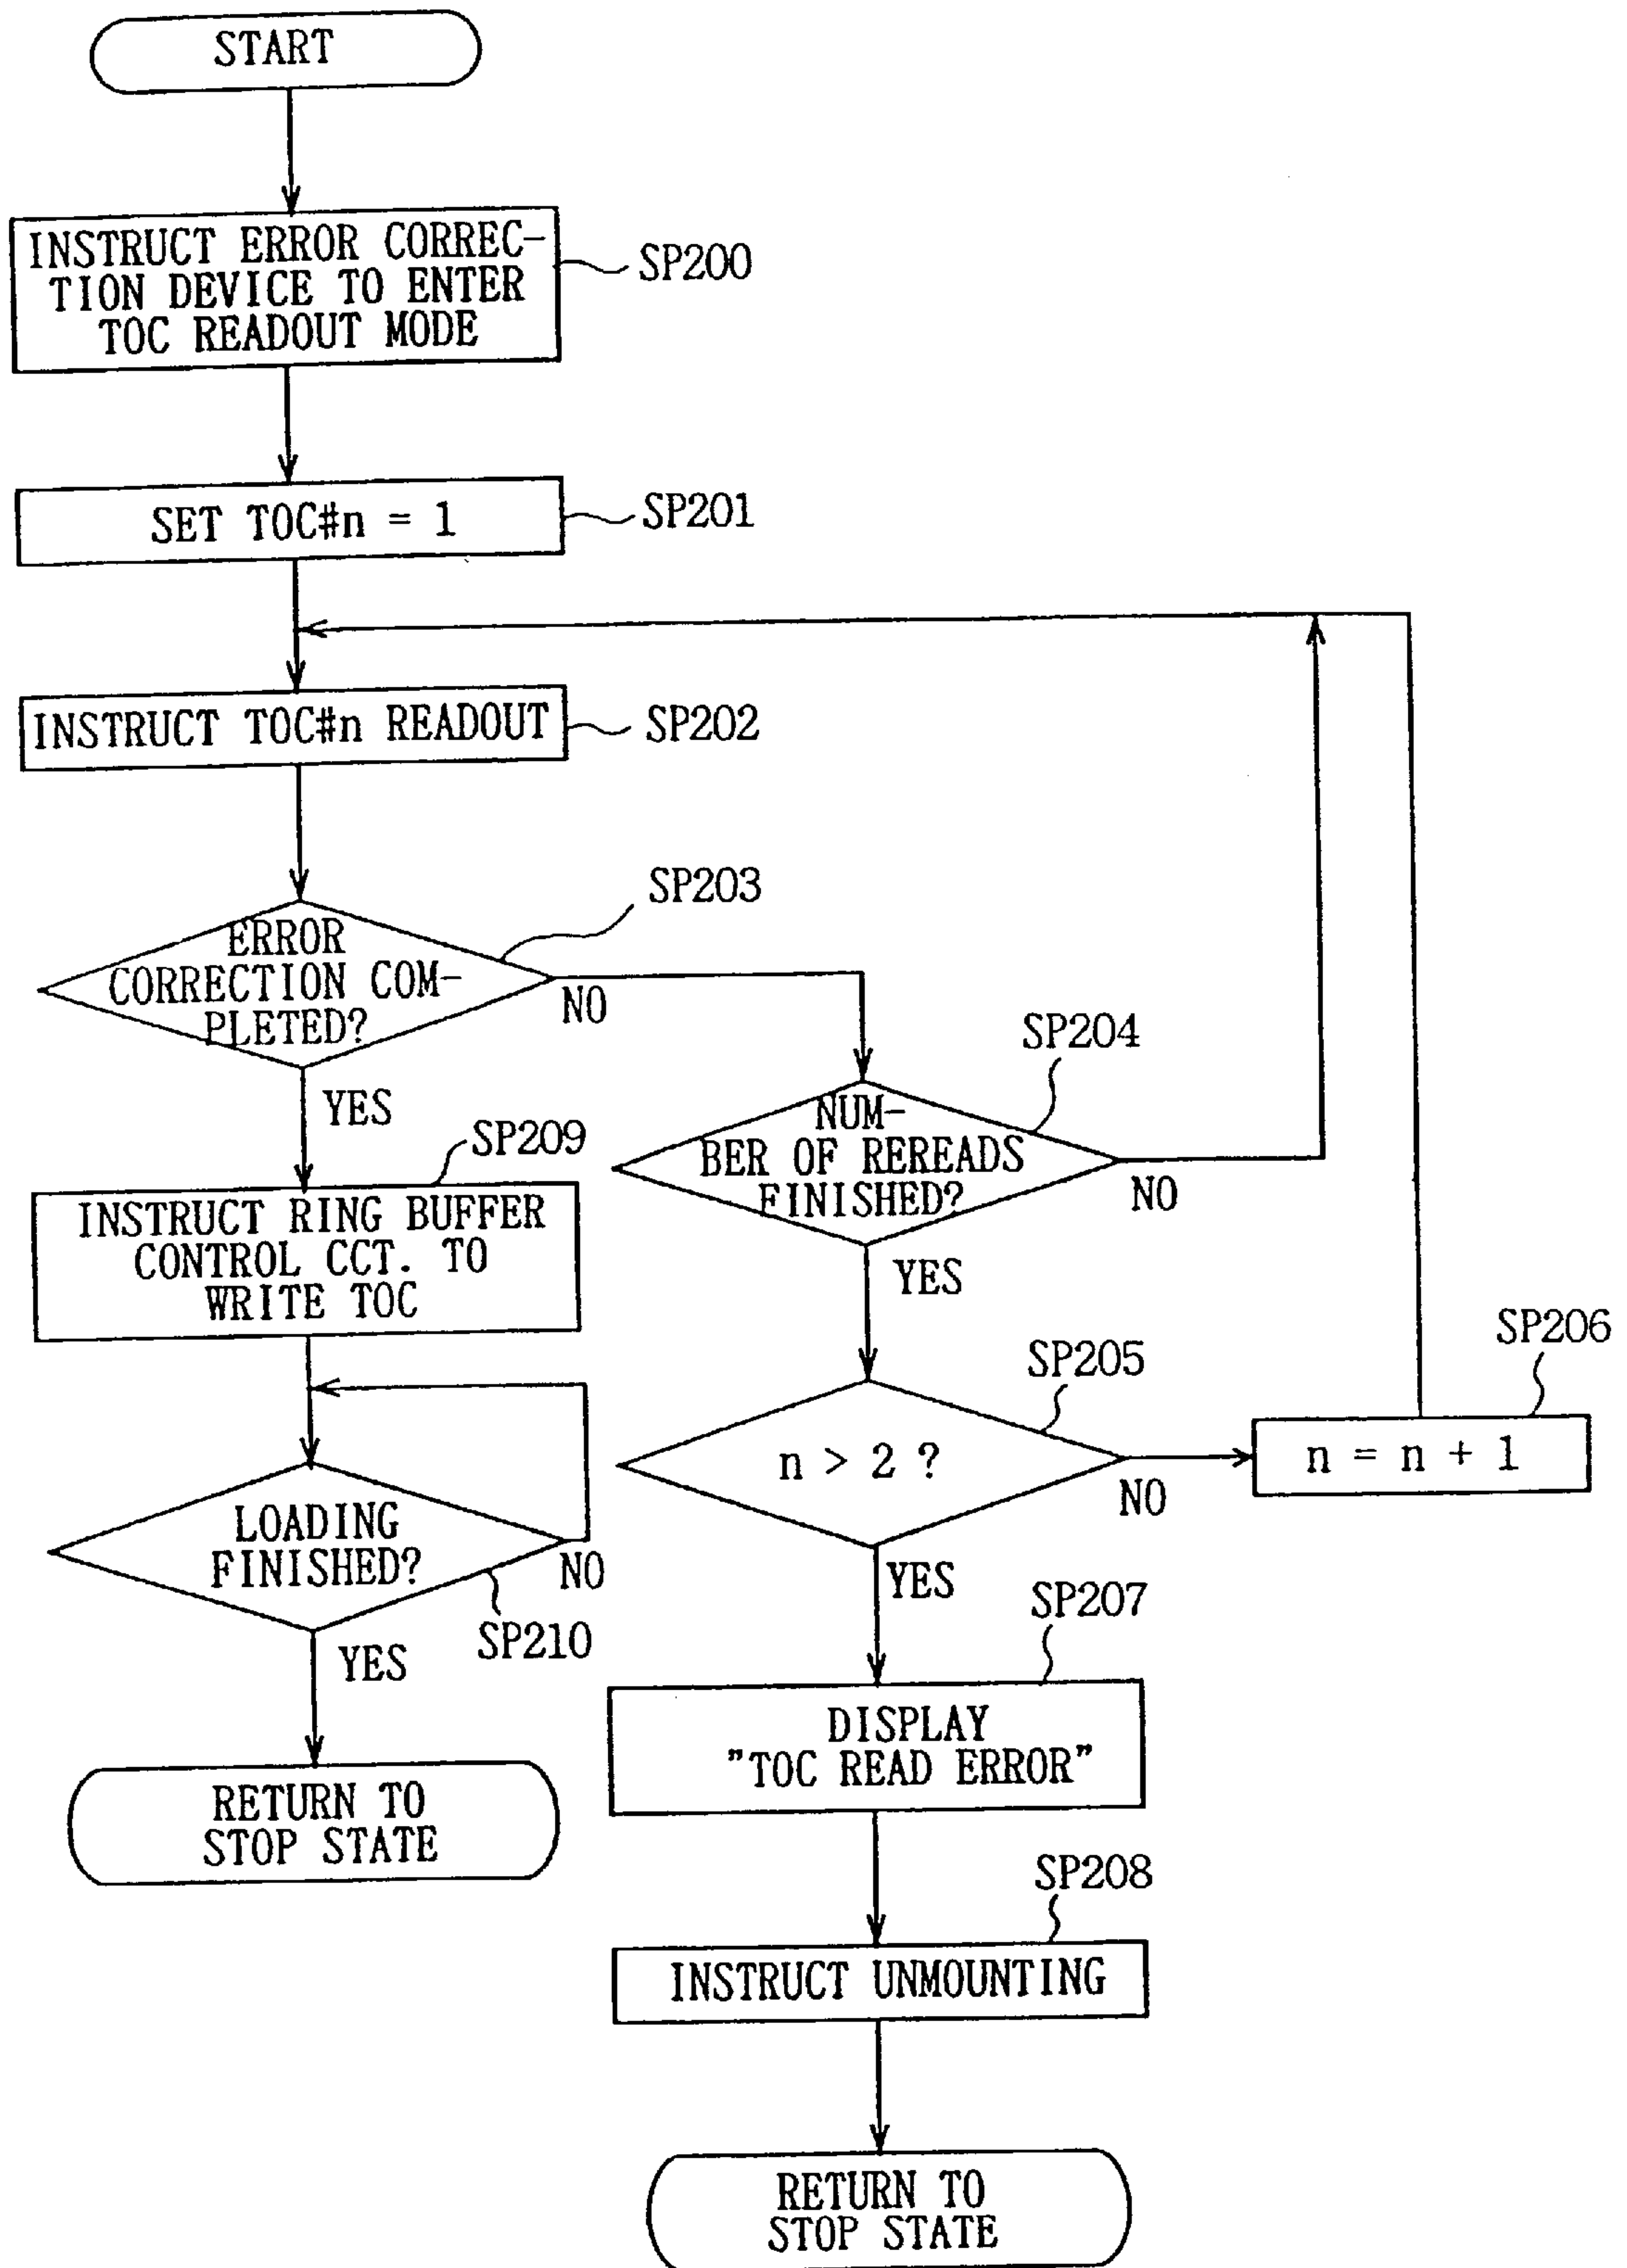 START
INSTRUCT ERROR CORREC-
TION DEVICE TO ENTER
TOC READOUT MODE
SP200
SET TOC#n = 1
SP201
INSTRUCT TOC#n READOUT
SP202
SP203
ERROR
CORRECTION COM-
PLETED?
NO
YES
SP204
NUM-
BER OF REREADS
FINISHED?
NO
YES
SP209
INSTRUCT RING BUFFER
CONTROL CCT. TO
WRITE TOC
SP205
n > 2 ?
NO
YES
SP206
n = n + 1
LOADING
FINISHED?
NO
SP210
YES
RETURN TO
STOP STATE
SP207
DISPLAY
"TOC READ ERROR"
SP208
INSTRUCT UNMOUNTING
RETURN TO
STOP STATE